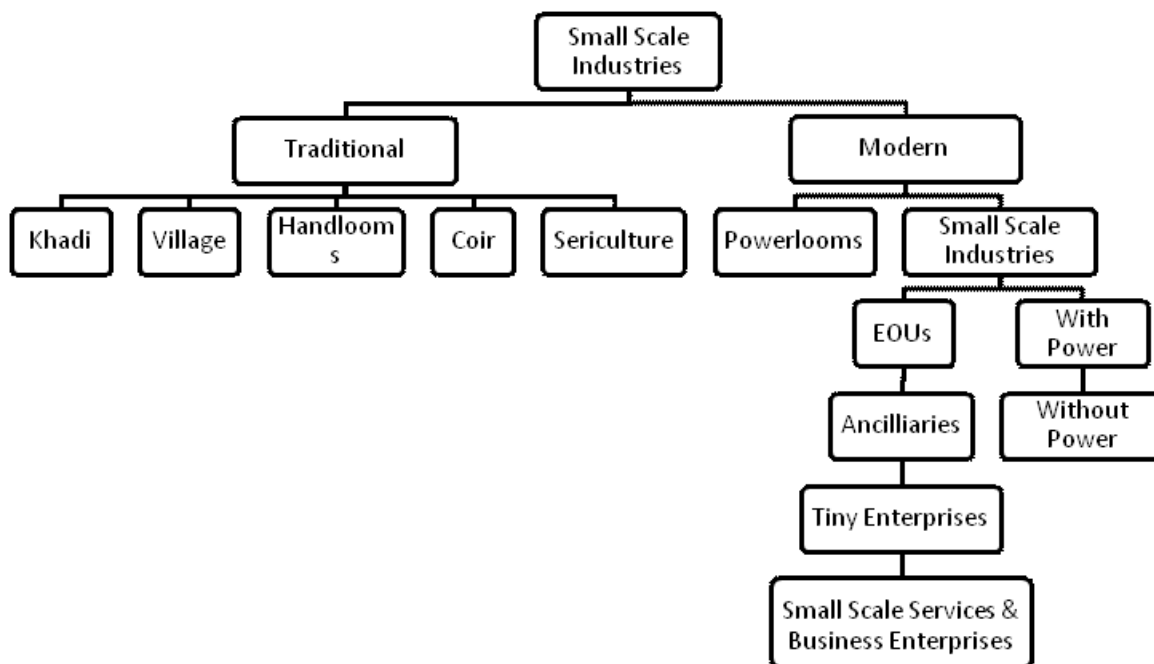 Small Scale
Industries
Traditional
Modern
Khadi
Village
Handloom
s
Coir
Sericulture
Powerlooms
Small Scale
Industries
EOUs
With
Power
Ancilliaries
Without
Power
Tiny Enterprises
Small Scale Services &
Business Enterprises